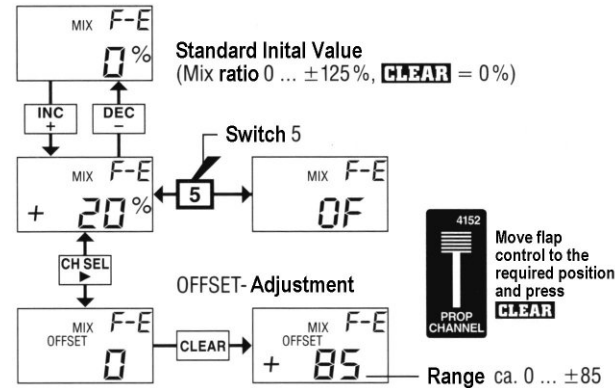 MIX F-E
0%
Standard Inital Value
(Mix ratio 0 ... ±125%, CLEAR = 0%)
INC
+
DEC
−
Switch 5
MIX F-E
+ 20%
5
MIX F-E
OF
CH SEL
▶
OFFSET-Adjustment
4152
PROP
CHANNEL
Move flap
control to the
required position
and press
CLEAR
MIX F-E
OFFSET
0
CLEAR
MIX F-E
OFFSET
+ 85
Range ca. 0 ... ±85